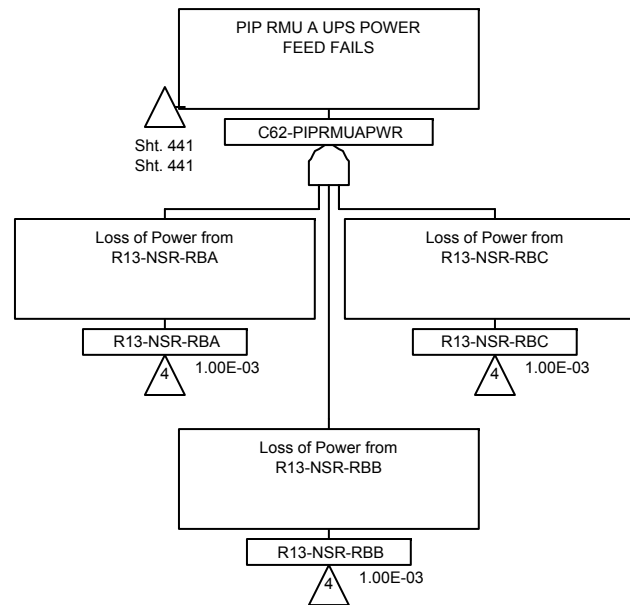 PIP RMU A UPS POWER
FEED FAILS
Sht. 441
Sht. 441
C62-PIPRMUAPWR
Loss of Power from
R13-NSR-RBA
R13-NSR-RBA
4
1.00E-03
Loss of Power from
R13-NSR-RBC
R13-NSR-RBC
4
1.00E-03
Loss of Power from
R13-NSR-RBB
R13-NSR-RBB
4
1.00E-03